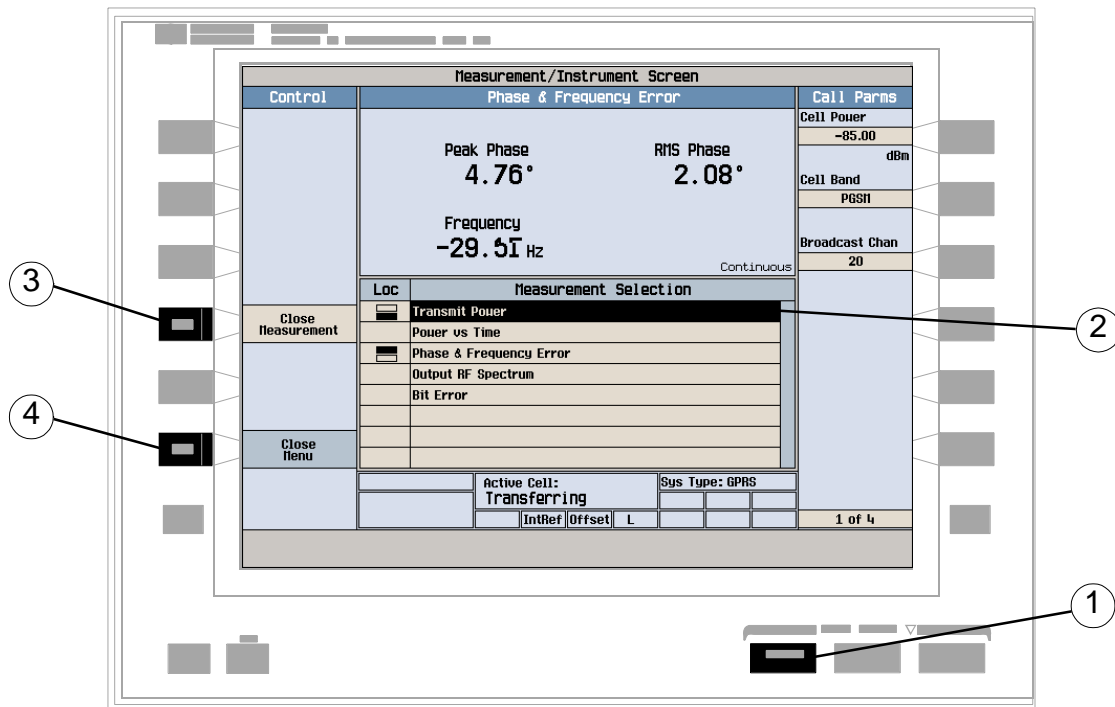 Measurement/Instrument Screen
Control
Phase & Frequency Error
Call Parms
Cell Power
-85.00
dBm
Cell Band
PGSM
Broadcast Chan
20
Peak Phase
4.76°
RMS Phase
2.08°
Frequency
Hz
Continuous
Loc
Measurement Selection
Transmit Power
Power vs Time
Phase & Frequency Error
Output RF Spectrum
Bit Error
Close
Measurement
Close
Menu
Active Cell:
Transferring
Sys Type: GPRS
IntRef
Offset
L
1 of 4
3
4
2
1